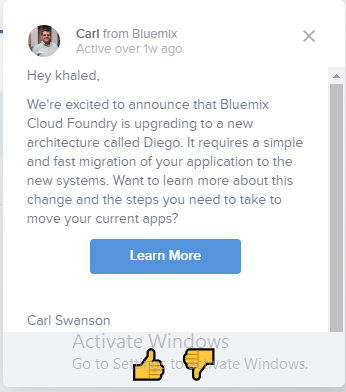 Carl from Bluemix
Active over 1w ago
Hey khaled,
We're excited to announce that Bluemix
Cloud Foundry is upgrading to a new
architecture called Diego. It requires a simple
and fast migration of your application to the
new systems. Want to learn more about this
change and the steps you need to take to
move your current apps?
Learn More
Carl Swanson
Activate Windows
Go to Settings to activate Windows.